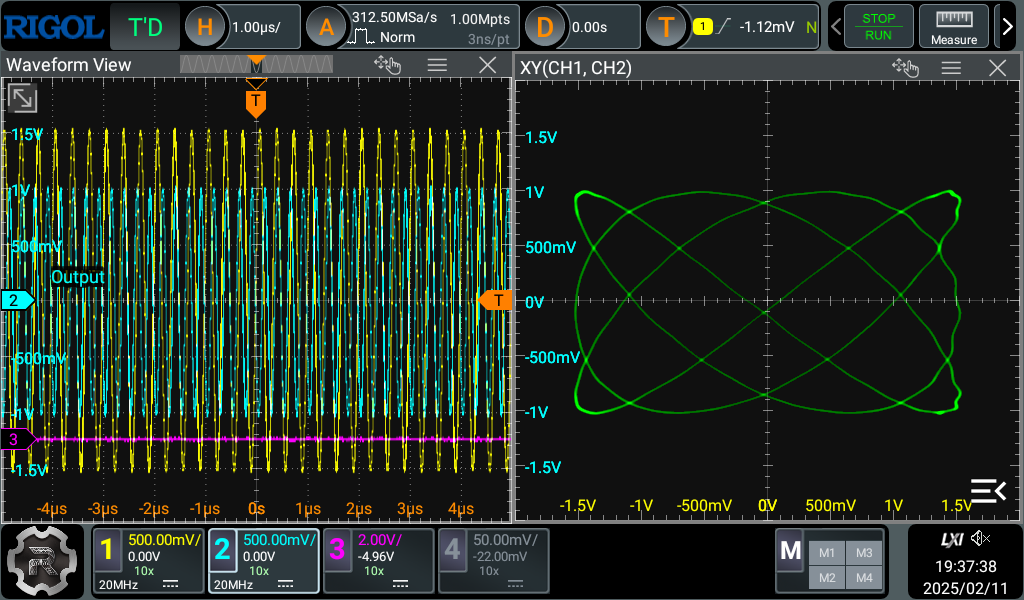 RIGOL T'D H 1.00µs/ A 312.50MSa/s 1.00Mpts
Norm 3ns/pt
D 0.00s T 1 -1.12mV N
STOP
RUN
Measure
Waveform View
XY(CH1, CH2)
T
1.5V
1V
500mV
Output
2
T
-500mV
-1V
3
-1.5V
-4µs -3µs -2µs -1µs 0s 1µs 2µs 3µs 4µs
1.5V
1V
500mV
0V
-500mV
-1V
-1.5V
-1.5V -1V -500mV 0V 500mV 1V 1.5V
1 500.00mV/
0.00V
10x
20MHz
2 500.00mV/
0.00V
10x
20MHz
3 2.00V/
-4.96V
10x
4 50.00mV/
-22.00mV
10x
M M1 M3
M2 M4
LXI
19:37:38
2025/02/11